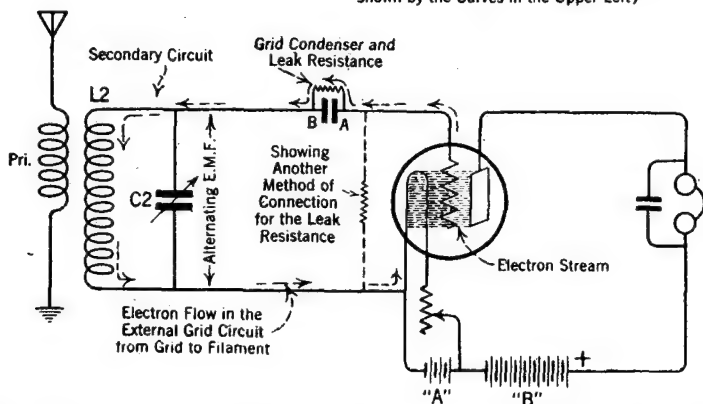 shown by the Curves in the Upper Left)
Grid Condenser and
Leak Resistance
Secondary Circuit
L2
B
A
Pri.
C2
Alternating E.M.F.
Showing
Another
Method of
Connection
for the Leak
Resistance
Electron Stream
Electron Flow in the
External Grid Circuit
from Grid to Filament
+
"A"
"B"